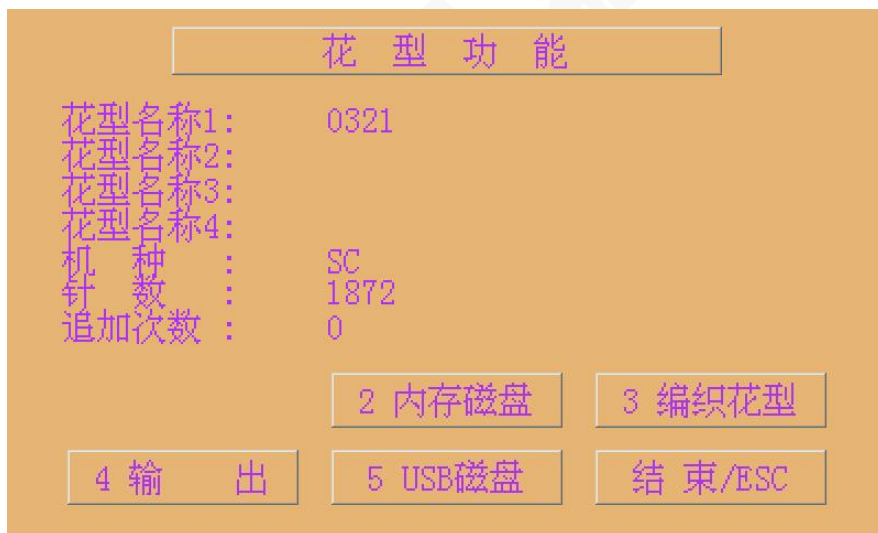 花 型 功 能
花型名称1: 0321
花型名称2:
花型名称3:
花型名称4:
机 种 : SC
针 数 : 1872
追加次数 : 0
2 内存磁盘 3 编织花型
4 输 出 5 USB磁盘 结 束/ESC